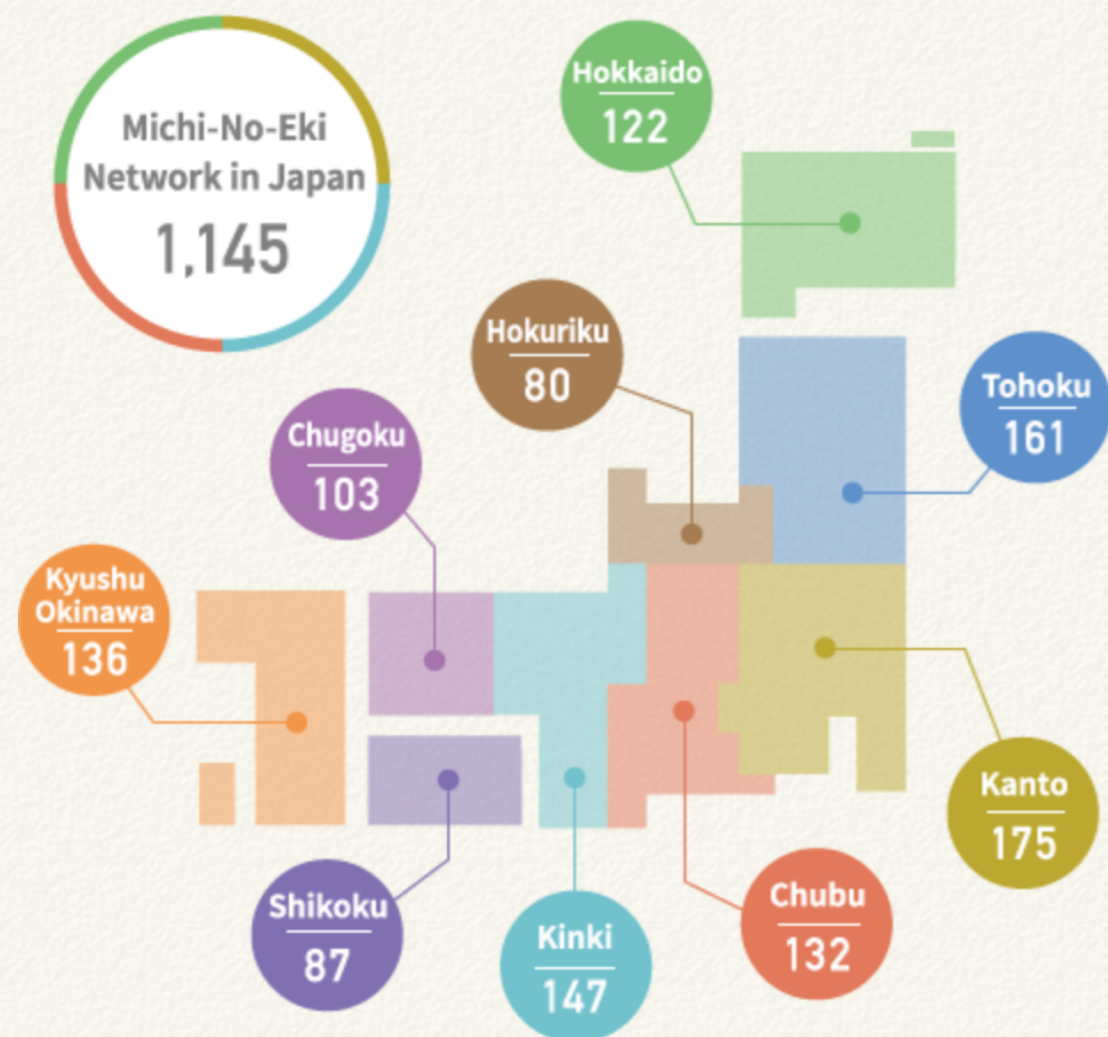 Michi-No-Eki
Network in Japan
1,145
Hokkaido
122
Hokuriku
80
Tohoku
161
Chugoku
103
Kyushu
Okinawa
136
Kanto
175
Chubu
132
Shikoku
87
Kinki
147